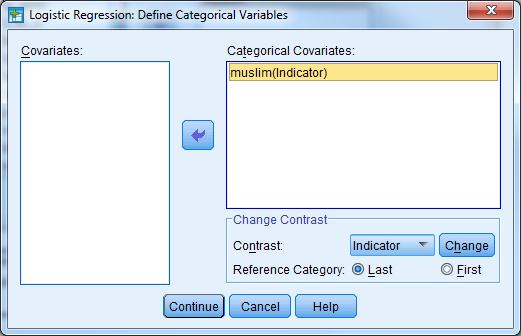 Logistic Regression: Define Categorical Variables
Covariates:
Categorical Covariates:
muslim(Indicator)
Change Contrast
Contrast:
Indicator
Change
Reference Category:
Last
First
Continue
Cancel
Help